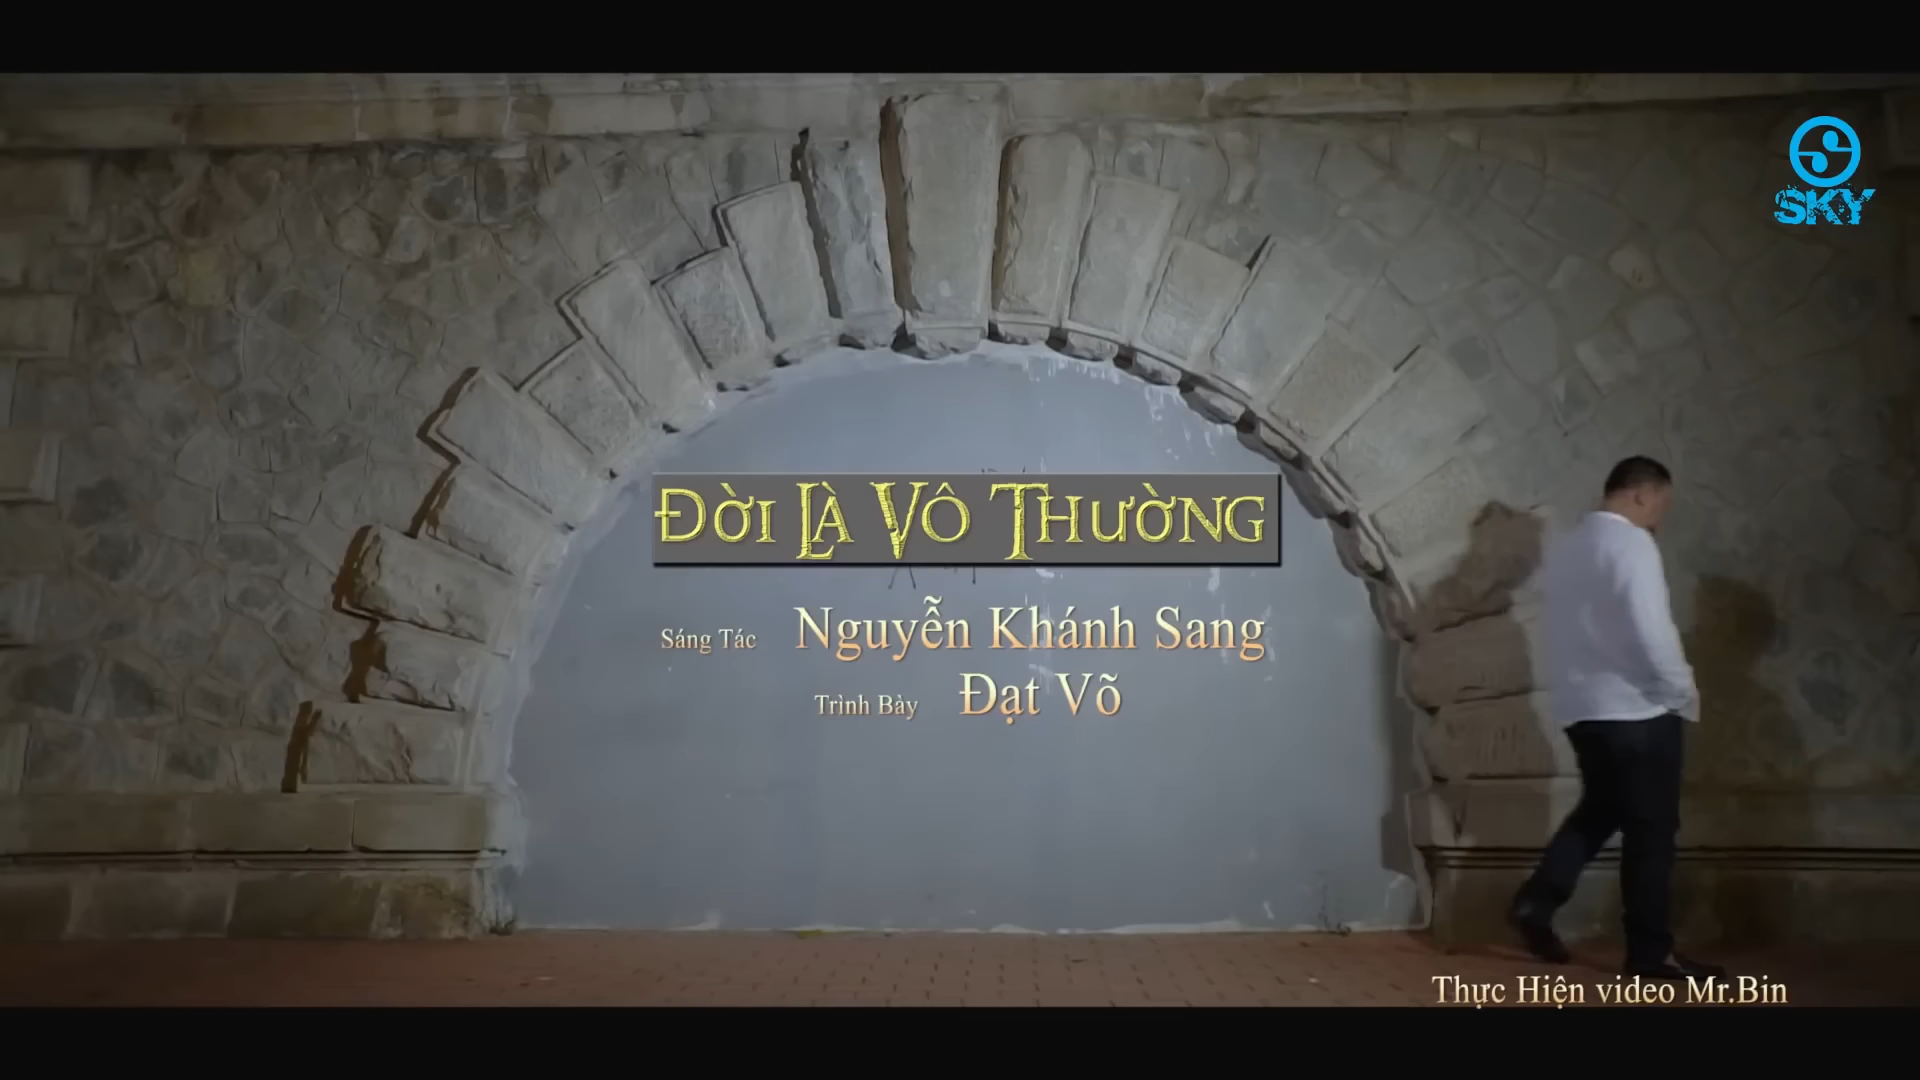 SKY
Đời Là Vô Thường
Sáng Tác Nguyễn Khánh Sang
Trình Bày Đạt Võ
Thực Hiện video Mr.Bin